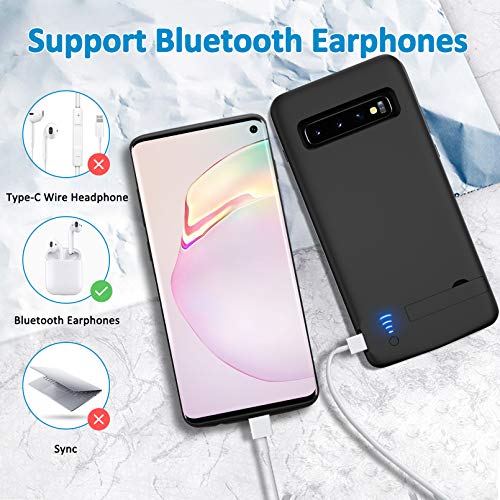 Support Bluetooth Earphones
Type-C Wire Headphone
Bluetooth Earphones
Sync